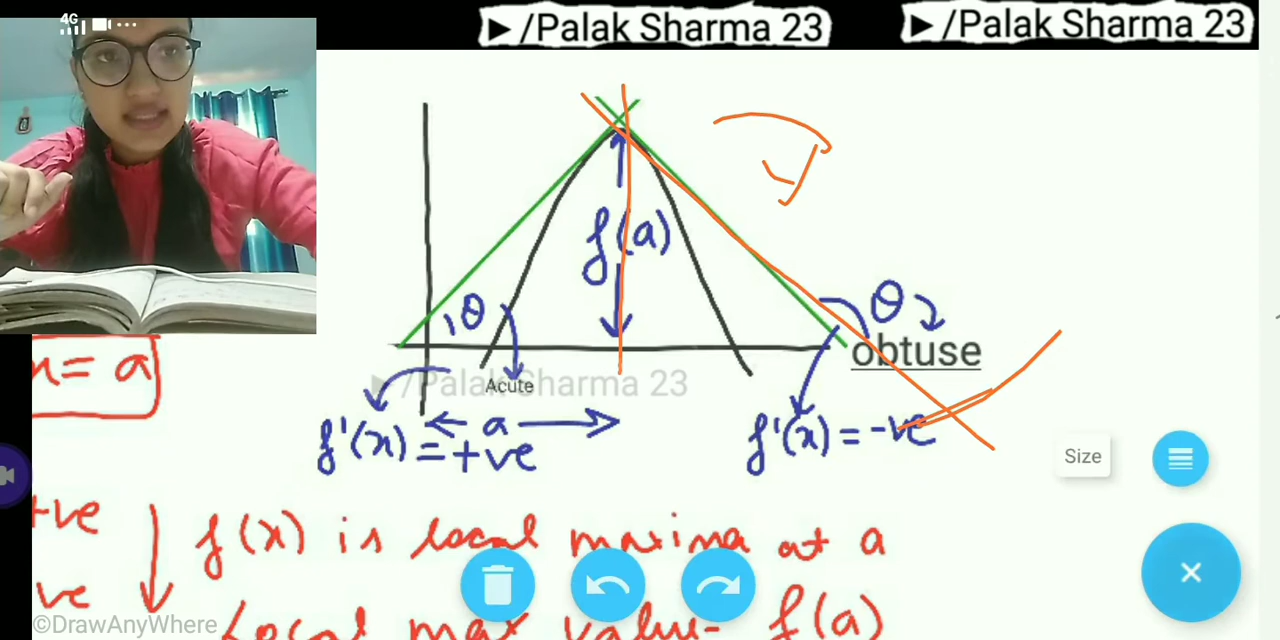 4G
▶/Palak Sharma 23 ▶/Palak Sharma 23
f(a)
θ
θ
obtuse
Acute
▶/Palak Sharma 23
x = a
a
f'(x) = +ve
f'(x) = -ve
Size
+ve
f(x) is local maxima at a
ve
Local max value- f(a)
©DrawAnyWhere